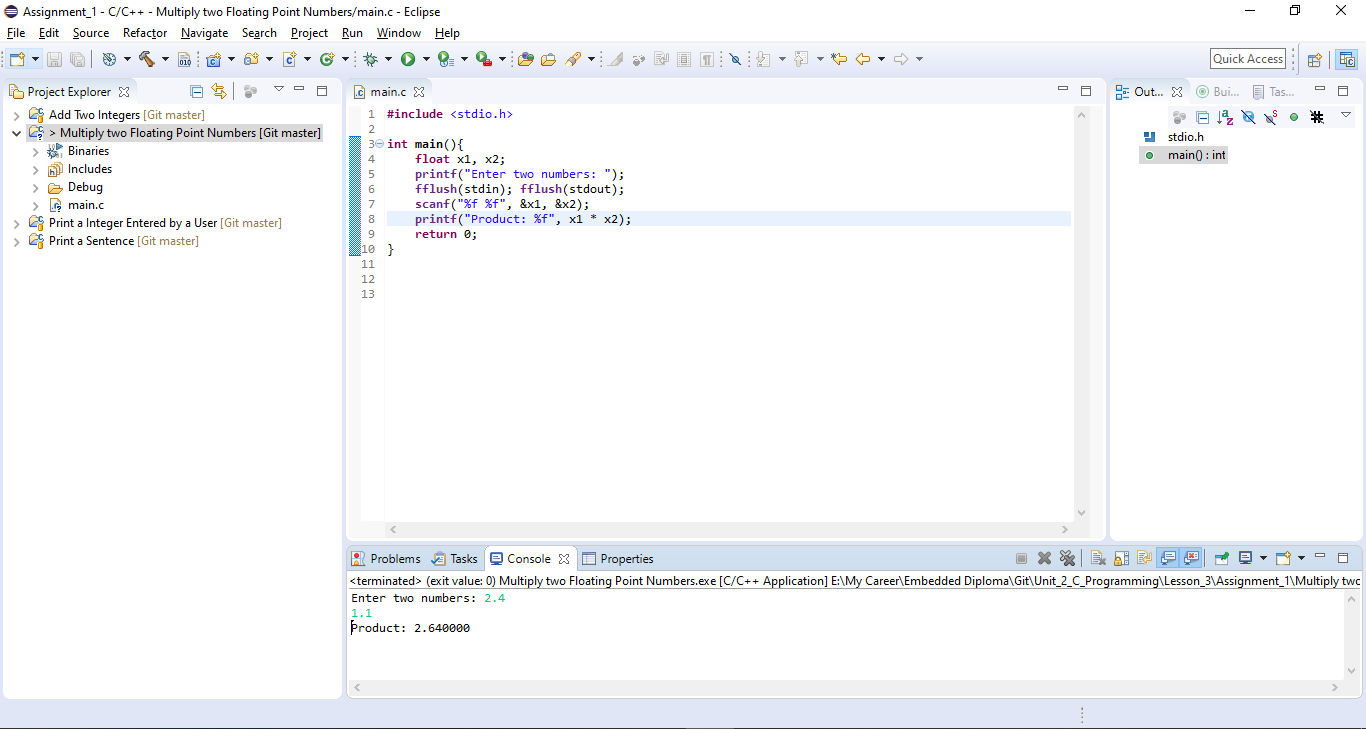 Assignment_1 - C/C++ - Multiply two Floating Point Numbers/main.c - Eclipse
File Edit Source Refactor Navigate Search Project Run Window Help
Quick Access
Project Explorer
Add Two Integers [Git master]
> Multiply two Floating Point Numbers [Git master]
Binaries
Includes
Debug
main.c
Print a Integer Entered by a User [Git master]
Print a Sentence [Git master]
main.c
1 #include <stdio.h>
2
3 int main(){
4 float x1, x2;
5 printf("Enter two numbers: ");
6 fflush(stdin); fflush(stdout);
7 scanf("%f %f", &x1, &x2);
8 printf("Product: %f", x1 * x2);
9 return 0;
10 }
11
12
13
Out... Bui... Tas...
stdio.h
main() : int
Problems Tasks Console Properties
<terminated> (exit value: 0) Multiply two Floating Point Numbers.exe [C/C++ Application] E:\My Career\Embedded Diploma\Git\Unit_2_C_Programming\Lesson_3\Assignment_1\Multiply two
Enter two numbers: 2.4
1.1
Product: 2.640000